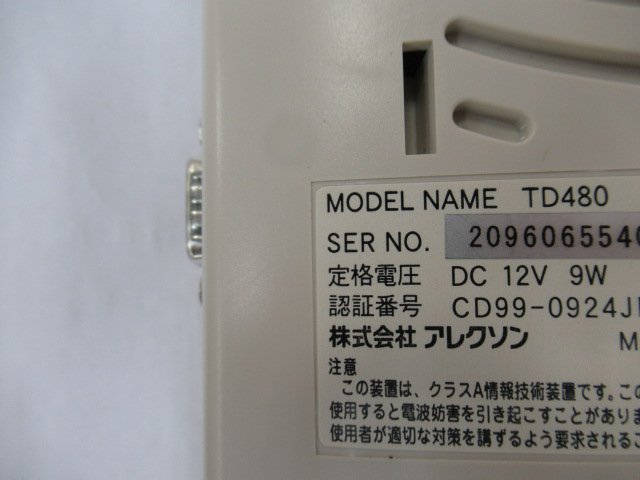 MODEL NAME TD480
SER NO. 2096065540
定格電圧 DC 12V 9W
認証番号 CD99-0924J
株式会社 アレクソン M
注意
この装置は、クラスA情報技術装置です。この
使用すると電波妨害を引き起こすことがありま
使用者が適切な対策を講ずるよう要求されるこ